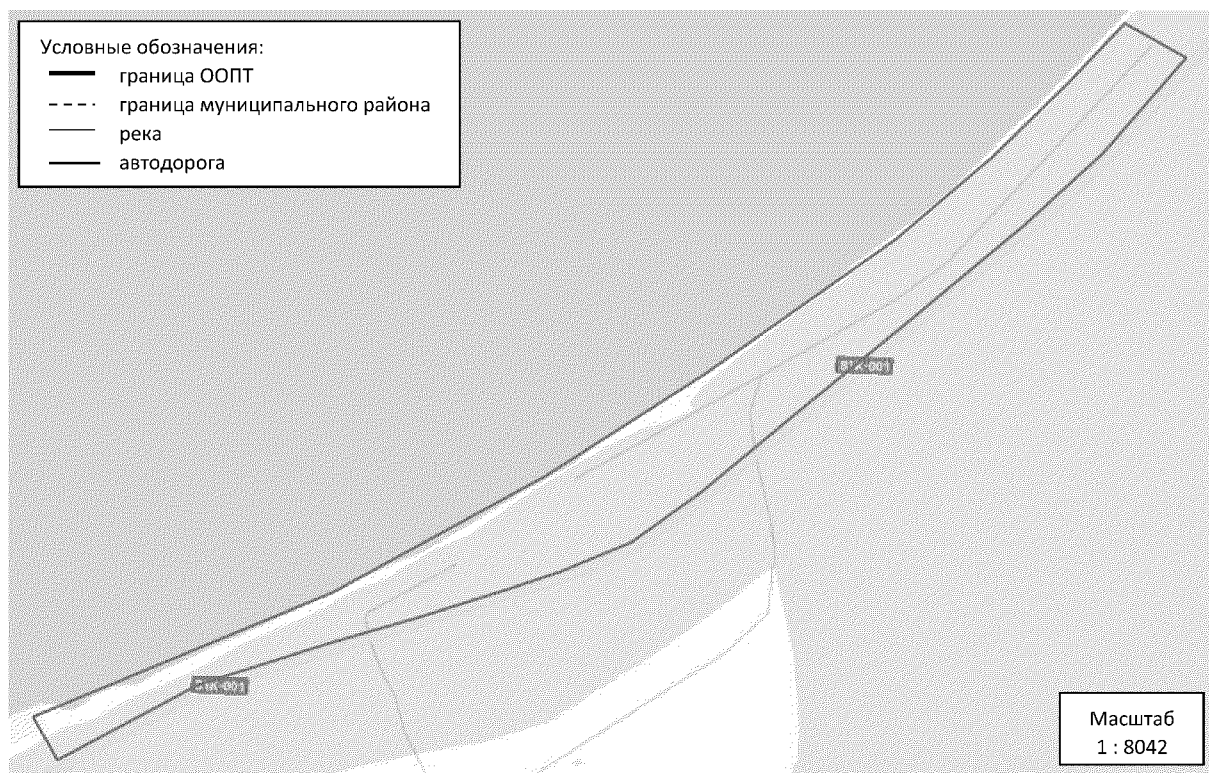 Условные обозначения:
граница ООПТ
граница муниципального района
река
автодорога
Масштаб
1 : 8042